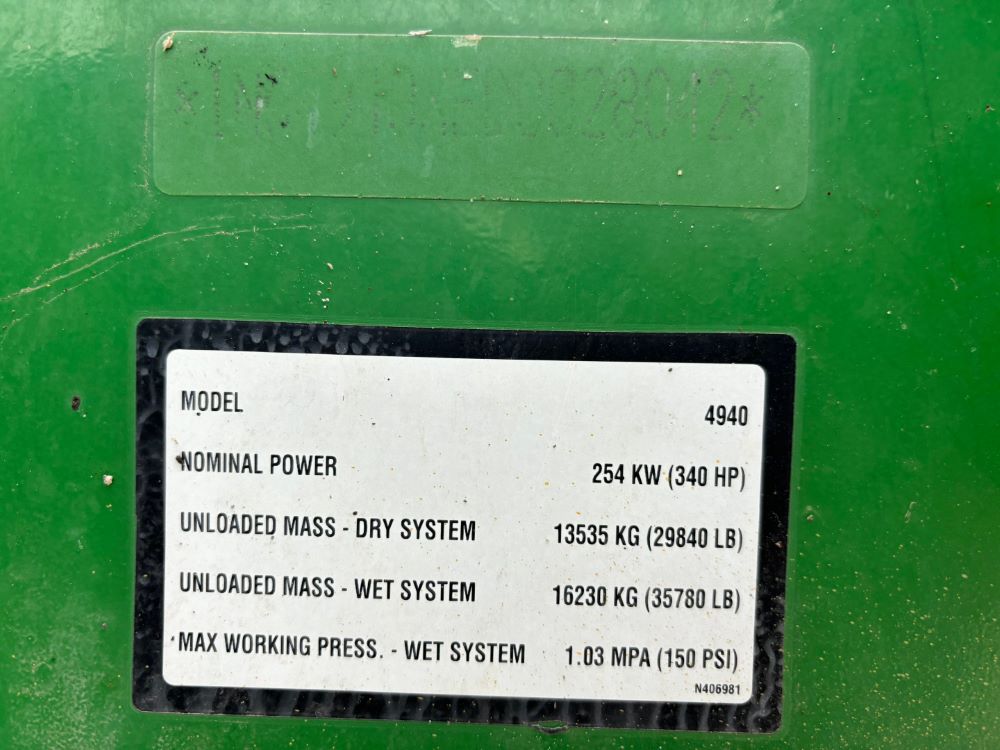 MODEL 4940
NOMINAL POWER 254 KW (340 HP)
UNLOADED MASS - DRY SYSTEM 13535 KG (29840 LB)
UNLOADED MASS - WET SYSTEM 16230 KG (35780 LB)
MAX WORKING PRESS. - WET SYSTEM 1.03 MPA (150 PSI)
N406981